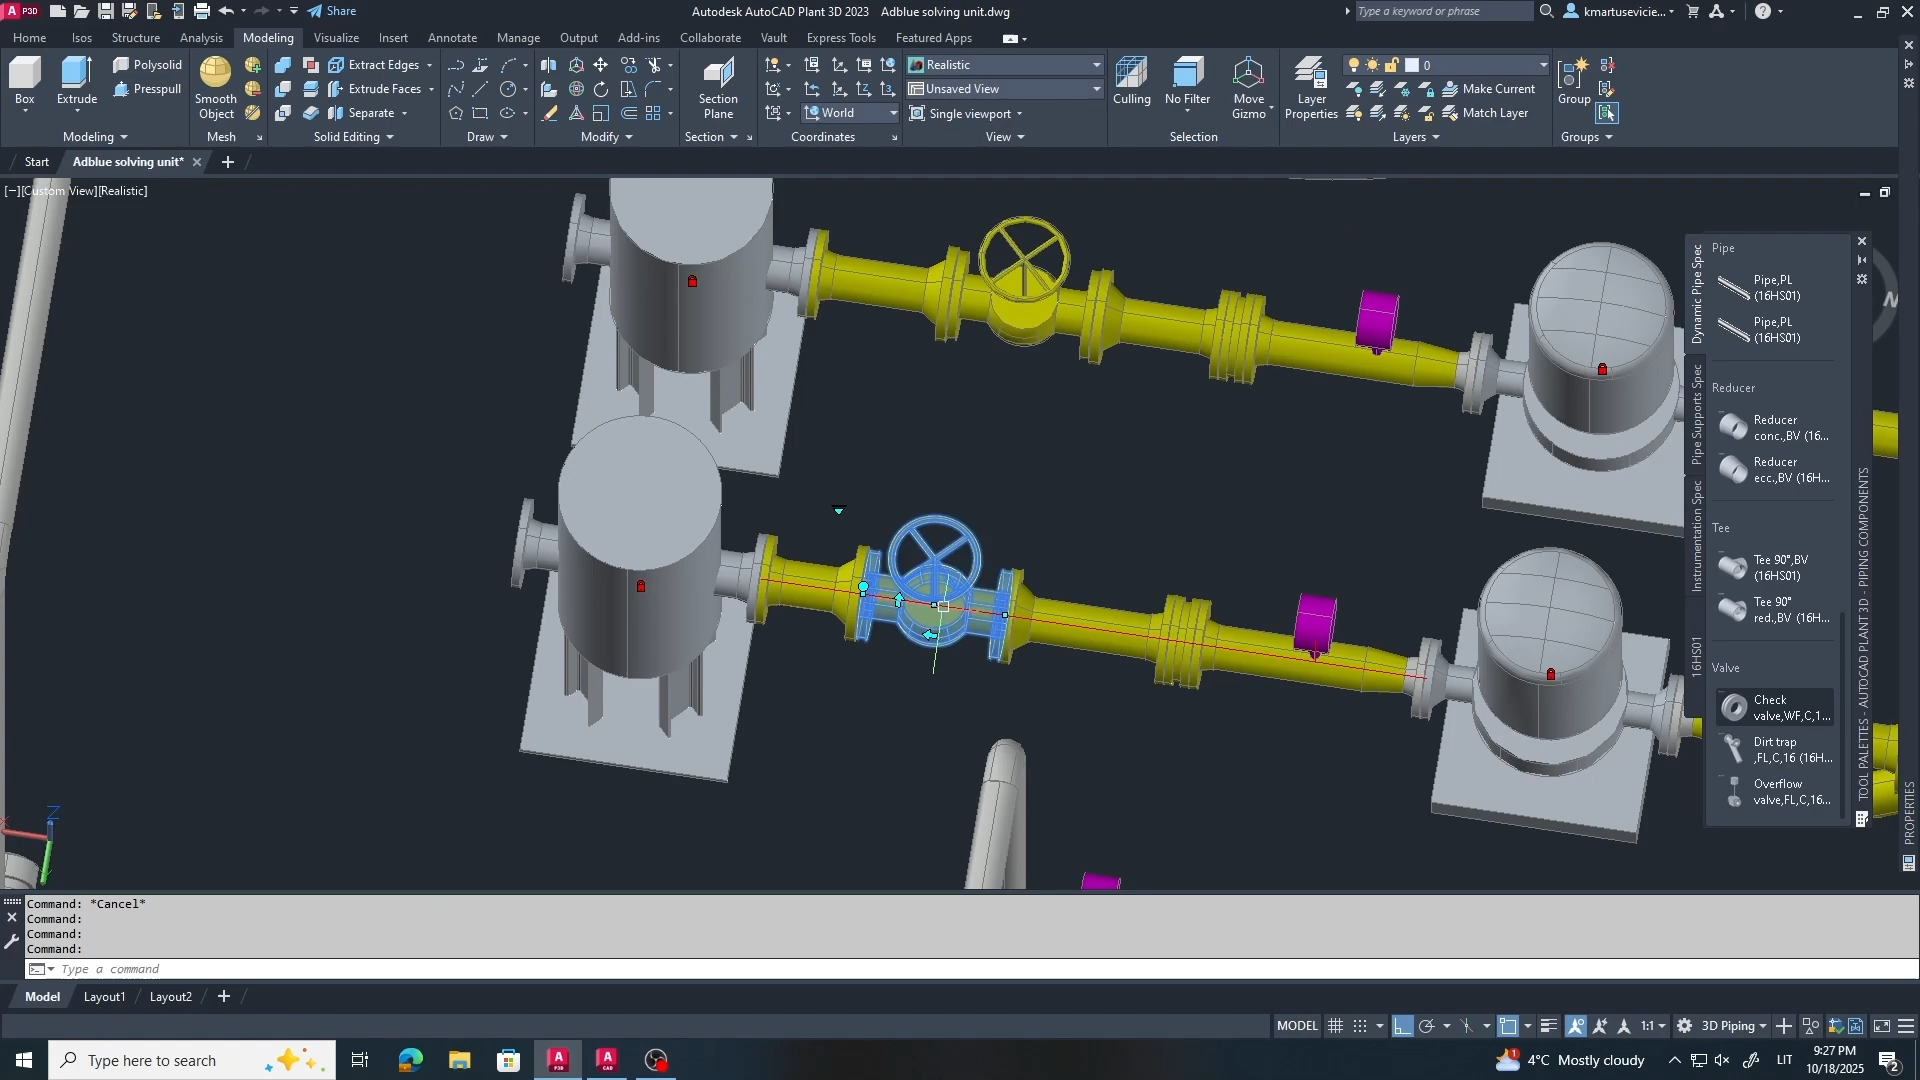 A P3D
Share
Autodesk AutoCAD Plant 3D 2023 Adblue solving unit.dwg
Type a keyword or phrase
kmartusevicie...
Home Isos Structure Analysis Modeling Visualize Insert Annotate Manage Output Add-ins Collaborate Vault Express Tools Featured Apps
Box
Extrude
Polysolid
Presspull
Modeling
Smooth Object
Mesh
Extract Edges
Extrude Faces
Separate
Solid Editing
Draw
Modify
Section Plane
Section
World
Coordinates
Realistic
Unsaved View
Single viewport
View
Culling
No Filter
Move Gizmo
Selection
Layer Properties
0
Make Current
Match Layer
Layers
Group
Groups
Start
Adblue solving unit*
[−][Custom View][Realistic]
Z
N
Dynamic Pipe Spec
Pipe Supports Spec
Instrumentation Spec
16HS01
Pipe
Pipe,PL
(16HS01)
Pipe,PL
(16HS01)
Reducer
Reducer
conc.,BV (16...
Reducer
ecc.,BV (16H...
Tee
Tee 90°,BV
(16HS01)
Tee 90°
red.,BV (16H...
Valve
Check
valve,WF,C,1...
Dirt trap
,FL,C,16 (16H...
Overflow
valve,FL,C,16...
TOOL PALETTES - AUTOCAD PLANT 3D - PIPING COMPONENTS
PROPERTIES
Command: *Cancel*
Command:
Command:
Command:
Type a command
Model Layout1 Layout2
MODEL
1:1
3D Piping
Type here to search
4°C Mostly cloudy
LIT
9:27 PM
10/18/2025
2